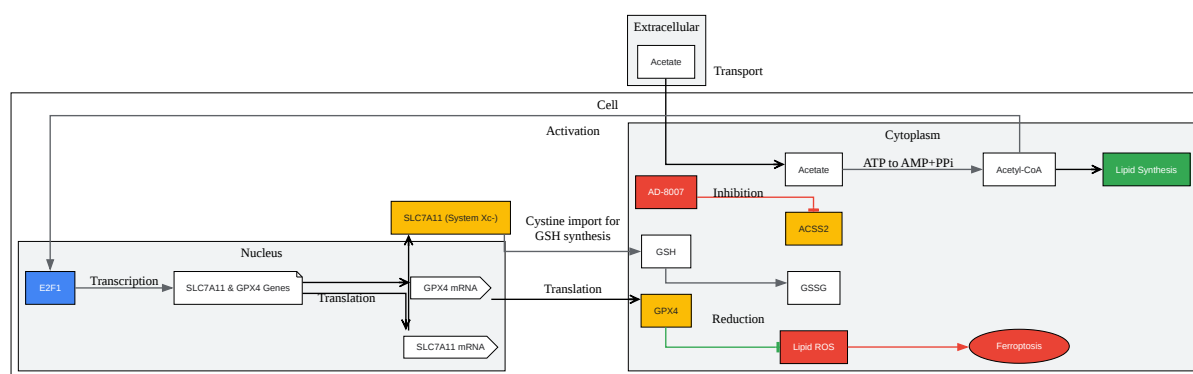 Extracellular
Acetate
Transport
Cell
Activation
Cytoplasm
Acetate
ATP to AMP+PPi
Acetyl-CoA
Lipid Synthesis
AD-8007
Inhibition
ACSS2
SLC7A11 (System Xc-)
Cystine import for
GSH synthesis
GSH
GSSG
Nucleus
E2F1
Transcription
SLC7A11 & GPX4 Genes
Translation
GPX4 mRNA
SLC7A11 mRNA
Translation
GPX4
Reduction
Lipid ROS
Ferroptosis